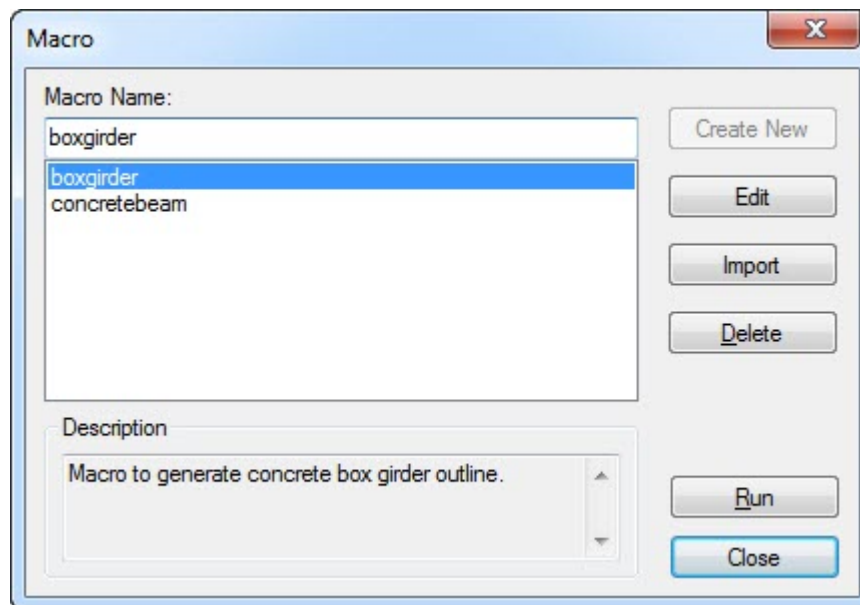 Macro
Macro Name:
boxgirder
boxgirder
concretebeam
Create New
Edit
Import
Delete
Description
Macro to generate concrete box girder outline.
Run
Close